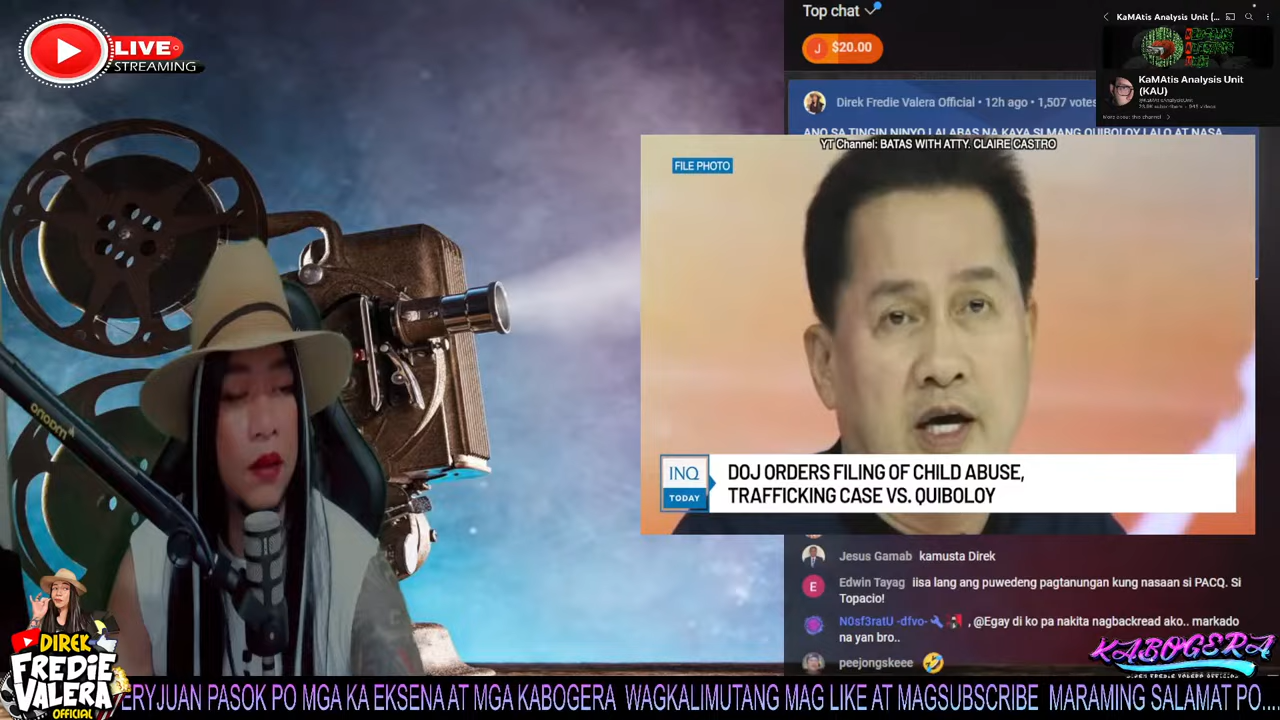 LIVE
STREAMING
Top chat
J $20.00
KaMAtis Analysis Unit (...
KaMAtis Analysis Unit
(KAU)
Direk Fredie Valera Official • 12h ago • 1,507 votes
ANO SA TINGIN NINYO LALABAS NA KAYA SI MANG QUIBOLOY LALO AT NASA
YT Channel: BATAS WITH ATTY. CLAIRE CASTRO
FILE PHOTO
INQ
TODAY
DOJ ORDERS FILING OF CHILD ABUSE,
TRAFFICKING CASE VS. QUIBOLOY
maono
Jesus Gamab kamusta Direk
E Edwin Tayag iisa lang ang puwedeng pagtanungan kung nasaan si PACQ. Si
Topacio!
N0sf3ratU -dfvo- , @Egay di ko pa nakita nagbackread ako.. markado
na yan bro..
peejongskeee 🤣
DIREK
FREDIE
VALERA
OFFICIAL
KABOGERA
DIREK FREDIE VALERA OFFICIAL
ERYJUAN PASOK PO MGA KA EKSENA AT MGA KABOGERA WAGKALIMUTANG MAG LIKE AT MAGSUBSCRIBE MARAMING SALAMAT PO....